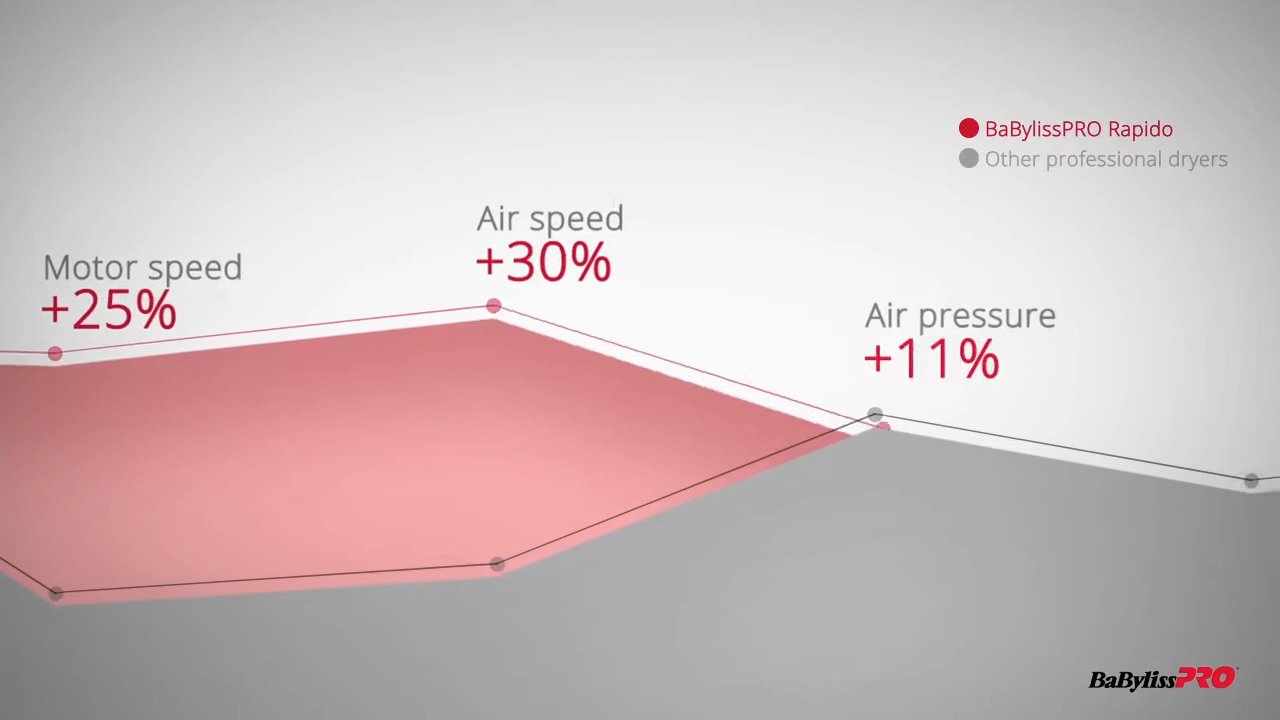 BaBylissPRO Rapido
Other professional dryers
Air speed
+30%
Motor speed
+25%
Air pressure
+11%
BaBylissPRO